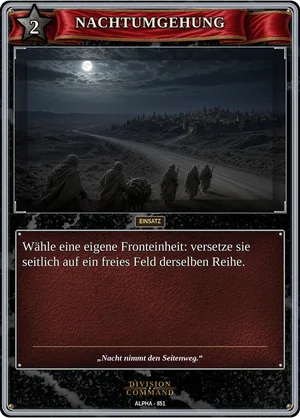 2
NACHTUMGEHUNG
EINSATZ
Wähle eine eigene Fronteinheit: versetze sie
seitlich auf ein freies Feld derselben Reihe.
„Nacht nimmt den Seitenweg.“
DIVISION
COMMAND
ALPHA - 851